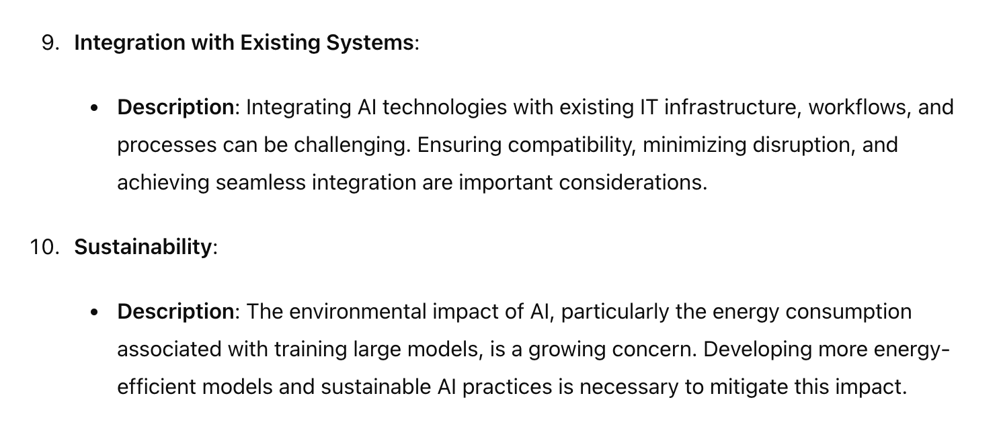 9. Integration with Existing Systems:
• Description: Integrating AI technologies with existing IT infrastructure, workflows, and
processes can be challenging. Ensuring compatibility, minimizing disruption, and
achieving seamless integration are important considerations.
10. Sustainability:
• Description: The environmental impact of AI, particularly the energy consumption
associated with training large models, is a growing concern. Developing more energy-
efficient models and sustainable AI practices is necessary to mitigate this impact.